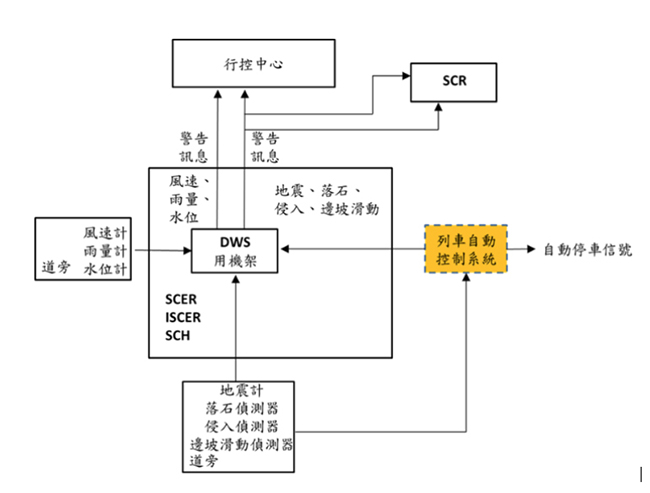 行控中心
SCR
警告
訊息
警告
訊息
風速、
雨量、
水位
地震、落石、
侵入、邊坡滑動
風速計
雨量計
道旁 水位計
DWS
用機架
列車自動
控制系統
自動停車信號
SCER
ISCER
SCH
地震計
落石偵測器
侵入偵測器
邊坡滑動偵測器
道旁